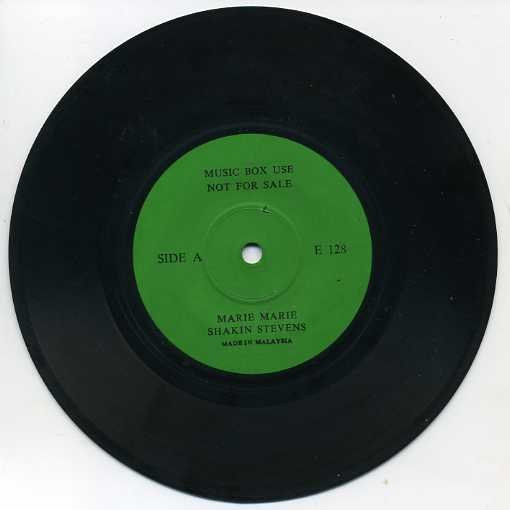 MUSIC BOX USE
NOT FOR SALE
SIDE A
E 128
MARIE MARIE
SHAKIN STEVENS
MADE IN MALAYSIA